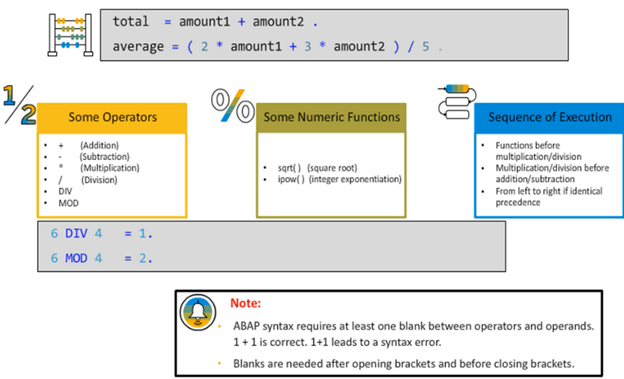 total = amount1 + amount2 .
average = ( 2 * amount1 + 3 * amount2 ) / 5 .
1/2
Some Operators
• + (Addition)
• - (Subtraction)
• * (Multiplication)
• / (Division)
• DIV
• MOD
%
Some Numeric Functions
• sqrt( ) (square root)
• ipow( ) (integer exponentiation)
Sequence of Execution
• Functions before
multiplication/division
• Multiplication/division before
addition/subtraction
• From left to right if identical
precedence
6 DIV 4 = 1.
6 MOD 4 = 2.
Note:
• ABAP syntax requires at least one blank between operators and operands.
1 + 1 is correct. 1+1 leads to a syntax error.
• Blanks are needed after opening brackets and before closing brackets.